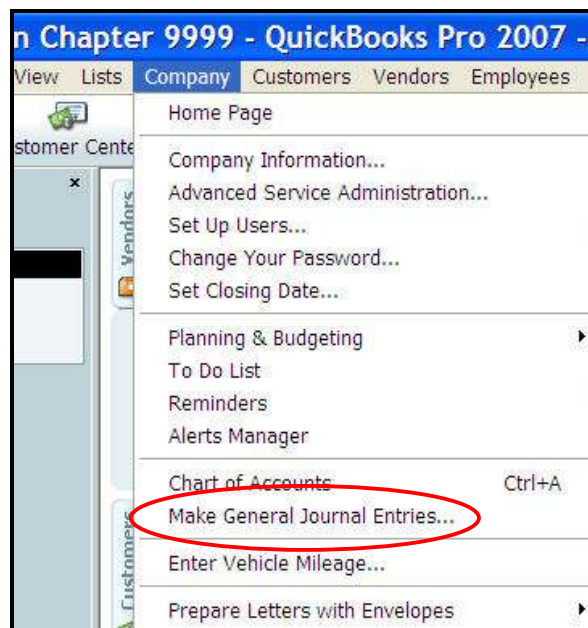 n Chapter 9999 - QuickBooks Pro 2007 -
View Lists Company Customers Vendors Employees
stomer Cente
Home Page
Company Information...
Advanced Service Administration...
Set Up Users...
Change Your Password...
Set Closing Date...
Planning & Budgeting
To Do List
Reminders
Alerts Manager
Chart of Accounts Ctrl+A
Make General Journal Entries...
Enter Vehicle Mileage...
Prepare Letters with Envelopes
Vendors
Customers